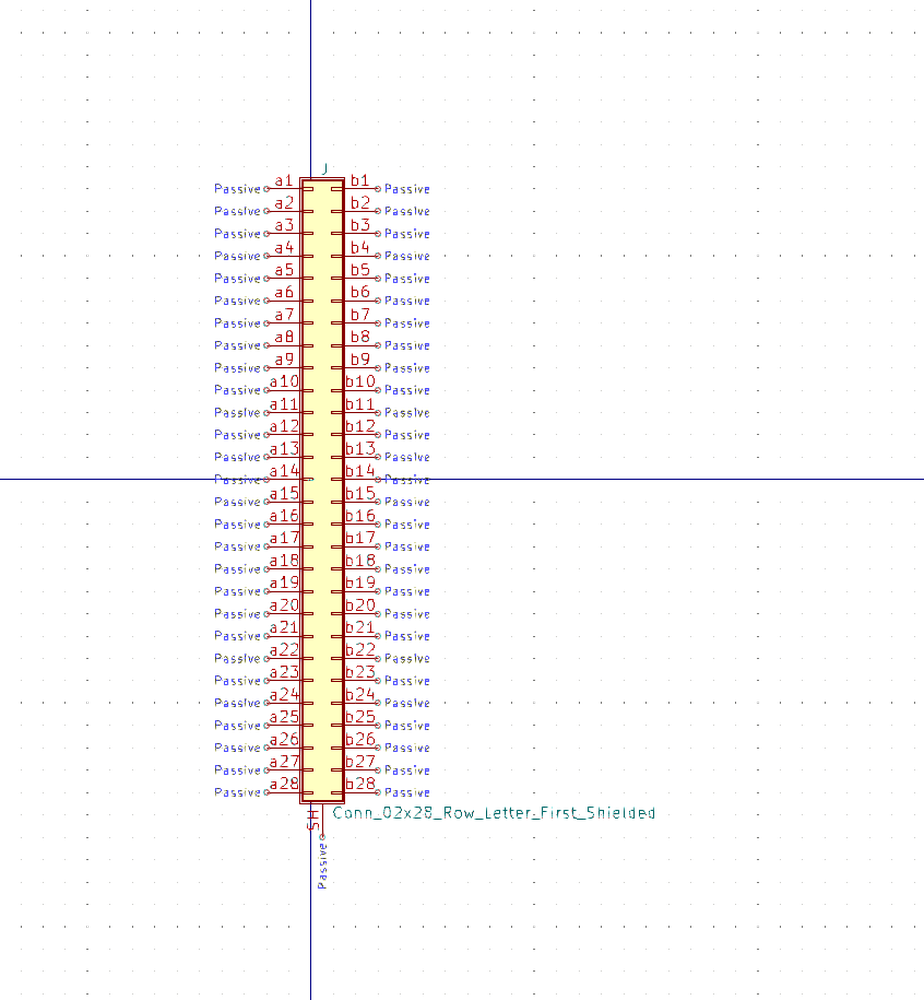 J
Passive a1 b1 Passive
Passive a2 b2 Passive
Passive a3 b3 Passive
Passive a4 b4 Passive
Passive a5 b5 Passive
Passive a6 b6 Passive
Passive a7 b7 Passive
Passive a8 b8 Passive
Passive a9 b9 Passive
Passive a10 b10 Passive
Passive a11 b11 Passive
Passive a12 b12 Passive
Passive a13 b13 Passive
Passive a14 b14 Passive
Passive a15 b15 Passive
Passive a16 b16 Passive
Passive a17 b17 Passive
Passive a18 b18 Passive
Passive a19 b19 Passive
Passive a20 b20 Passive
Passive a21 b21 Passive
Passive a22 b22 Passive
Passive a23 b23 Passive
Passive a24 b24 Passive
Passive a25 b25 Passive
Passive a26 b26 Passive
Passive a27 b27 Passive
Passive a28 b28 Passive
SH
Conn_02x28_Row_Letter_First_Shielded
Passive